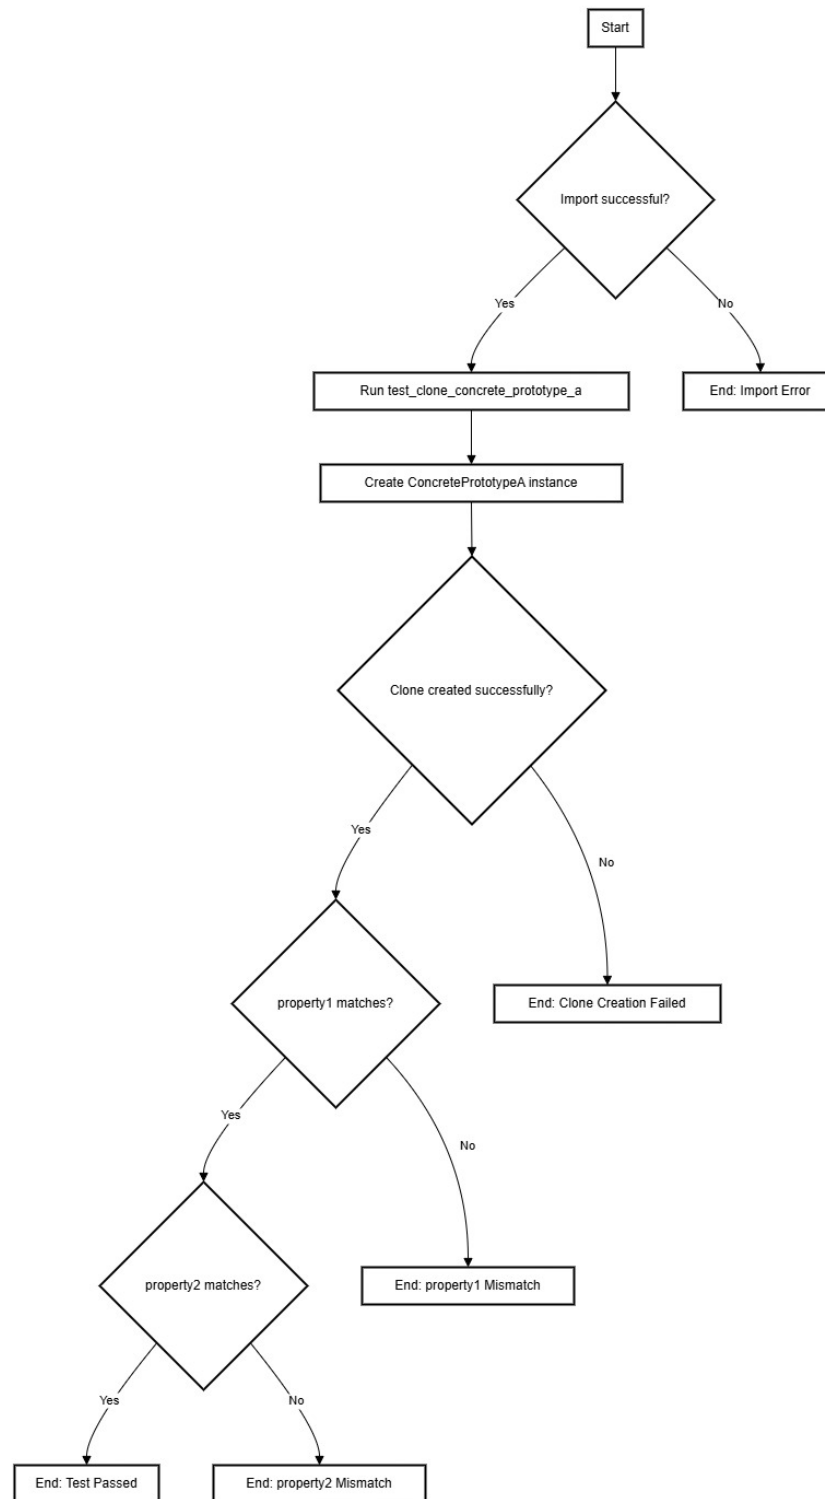 Start
Import successful?
Yes
No
Run test_clone_concrete_prototype_a
End: Import Error
Create ConcretePrototypeA instance
Clone created successfully?
Yes
No
property1 matches?
End: Clone Creation Failed
Yes
No
property2 matches?
End: property1 Mismatch
Yes
No
End: Test Passed
End: property2 Mismatch